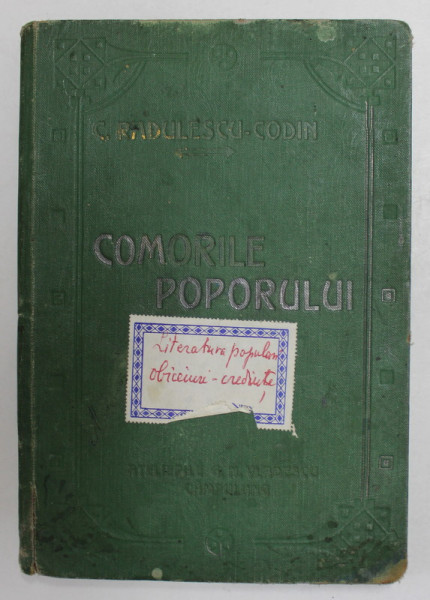 C. RADULESCU-CODIN
COMORILE
POPORULUI
Literatura populară
obiceiuri - credințe